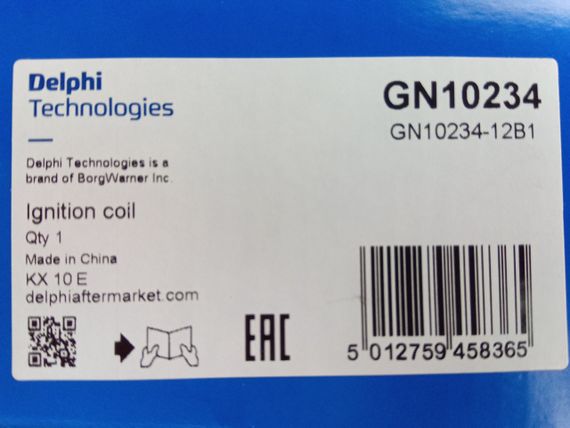 Delphi
Technologies
GN10234
GN10234-12B1
Delphi Technologies is a
brand of BorgWarner Inc.
Ignition coil
Qty 1
Made in China
KX 10 E
delphiaftermarket.com
EAC
5 012759 458365